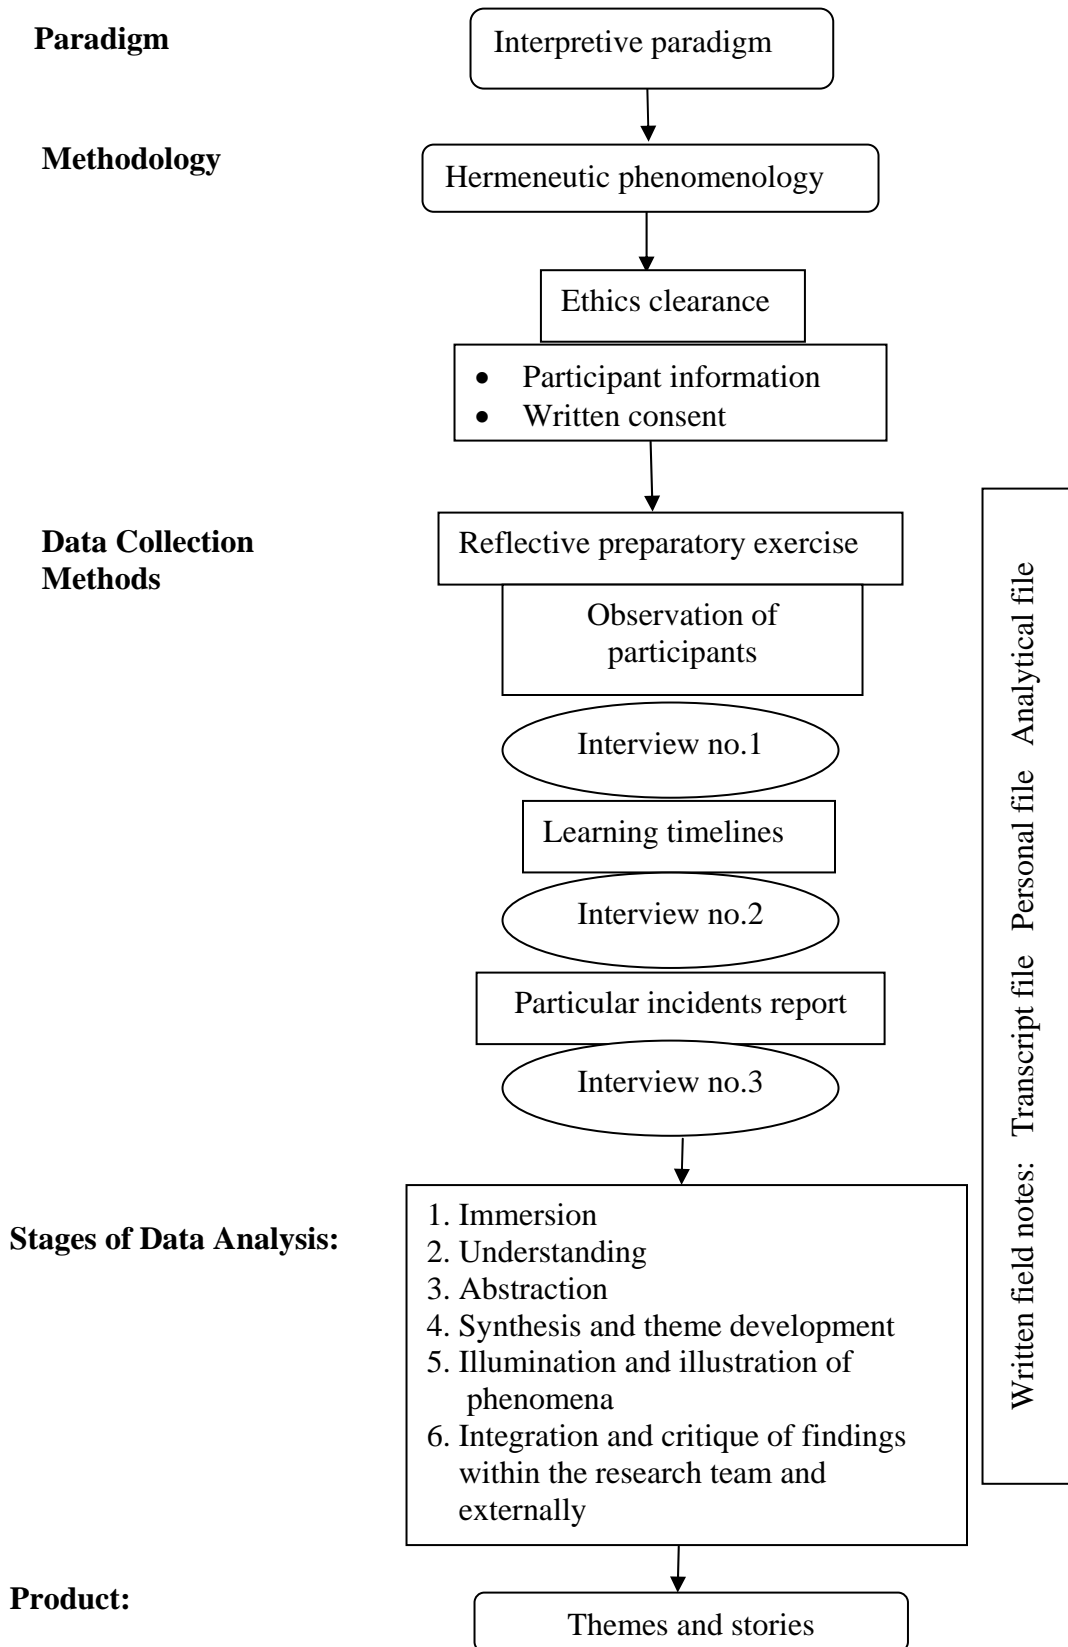 Paradigm
Interpretive paradigm
Methodology
Hermeneutic phenomenology
Ethics clearance
• Participant information
• Written consent
Data Collection
Methods
Reflective preparatory exercise
Observation of
participants
Interview no.1
Learning timelines
Interview no.2
Particular incidents report
Interview no.3
Written field notes: Transcript file Personal file Analytical file
Stages of Data Analysis:
1. Immersion
2. Understanding
3. Abstraction
4. Synthesis and theme development
5. Illumination and illustration of
phenomena
6. Integration and critique of findings
within the research team and
externally
Product:
Themes and stories